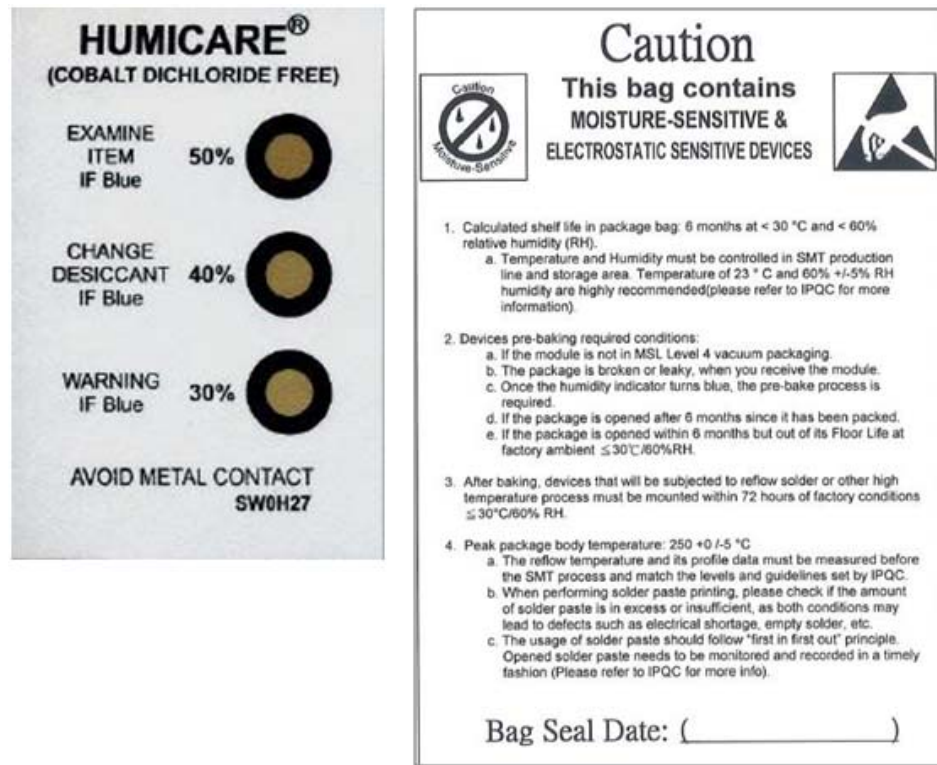 HUMICARE®
(COBALT DICHLORIDE FREE)
EXAMINE
ITEM
IF Blue
50%
CHANGE
DESICCANT
IF Blue
40%
WARNING
IF Blue
30%
AVOID METAL CONTACT
SW0H27
Caution
Caution
Moisture-Sensitive
This bag contains
MOISTURE-SENSITIVE &
ELECTROSTATIC SENSITIVE DEVICES
1. Calculated shelf life in package bag: 6 months at < 30 °C and < 60%
relative humidity (RH).
a. Temperature and Humidity must be controlled in SMT production
line and storage area. Temperature of 23 ° C and 60% +/-5% RH
humidity are highly recommended(please refer to IPQC for more
information).
2. Devices pre-baking required conditions:
a. If the module is not in MSL Level 4 vacuum packaging.
b. The package is broken or leaky, when you receive the module.
c. Once the humidity indicator turns blue, the pre-bake process is
required.
d. If the package is opened after 6 months since it has been packed.
e. If the package is opened within 6 months but out of its Floor Life at
factory ambient ≦30℃/60%RH.
3. After baking, devices that will be subjected to reflow solder or other high
temperature process must be mounted within 72 hours of factory conditions
≦30°C/60% RH.
4. Peak package body temperature: 250 +0 /-5 °C
a. The reflow temperature and its profile data must be measured before
the SMT process and match the levels and guidelines set by IPQC.
b. When performing solder paste printing, please check if the amount
of solder paste is in excess or insufficient, as both conditions may
lead to defects such as electrical shortage, empty solder, etc.
c. The usage of solder paste should follow "first in first out" principle.
Opened solder paste needs to be monitored and recorded in a timely
fashion (Please refer to IPQC for more info).
Bag Seal Date: (__________)